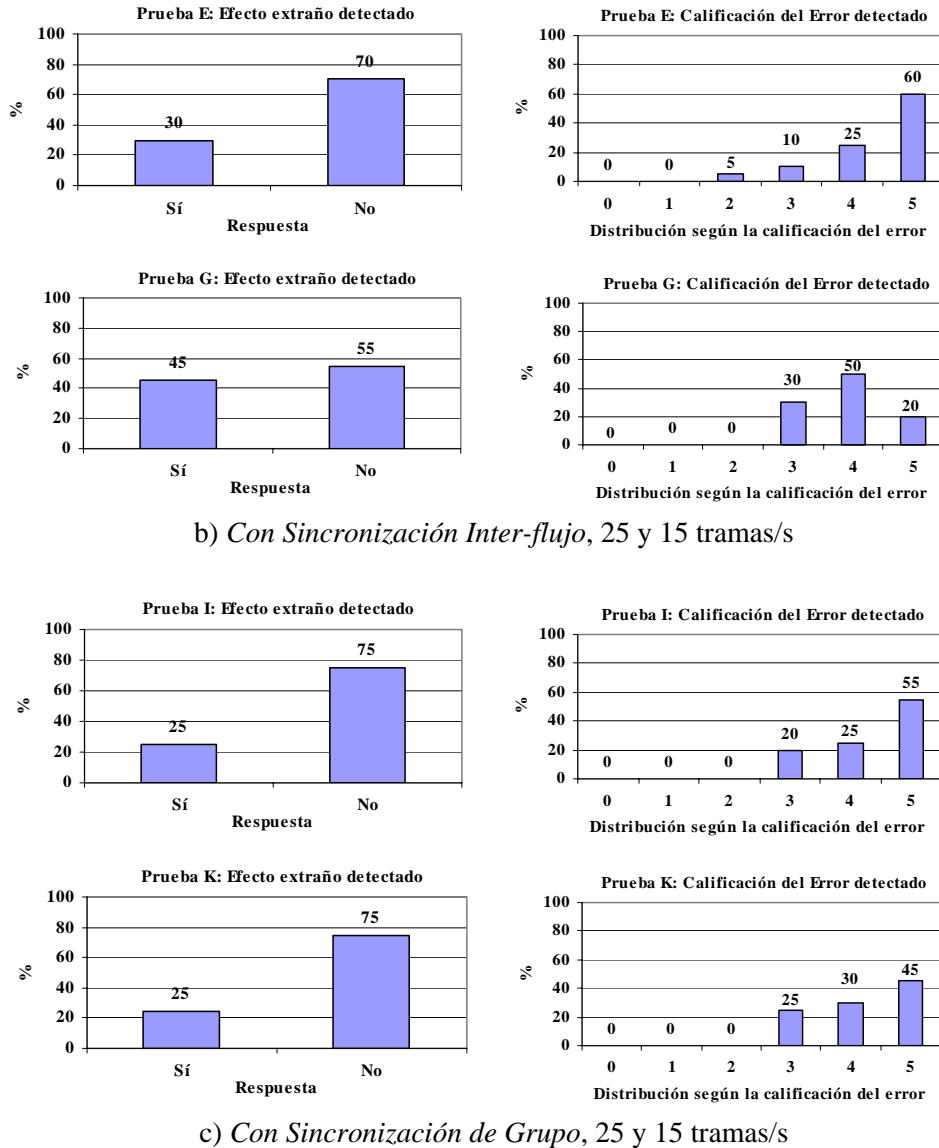 Prueba E: Efecto extraño detectado
100
80
60
40
20
0
%
30
70
Sí
No
Respuesta
Prueba E: Calificación del Error detectado
100
80
60
40
20
0
%
0
0
5
10
25
60
0 1 2 3 4 5
Distribución según la calificación del error
Prueba G: Efecto extraño detectado
100
80
60
40
20
0
%
45
55
Sí
No
Respuesta
Prueba G: Calificación del Error detectado
100
80
60
40
20
0
%
0
0
0
30
50
20
0 1 2 3 4 5
Distribución según la calificación del error
b) Con Sincronización Inter-flujo, 25 y 15 tramas/s
Prueba I: Efecto extraño detectado
100
80
60
40
20
0
%
25
75
Sí
No
Respuesta
Prueba I: Calificación del Error detectado
100
80
60
40
20
0
%
0
0
0
20
25
55
0 1 2 3 4 5
Distribución según la calificación del error
Prueba K: Efecto extraño detectado
100
80
60
40
20
0
%
25
75
Sí
No
Respuesta
Prueba K: Calificación del Error detectado
100
80
60
40
20
0
%
0
0
0
25
30
45
0 1 2 3 4 5
Distribución según la calificación del error
c) Con Sincronización de Grupo, 25 y 15 tramas/s